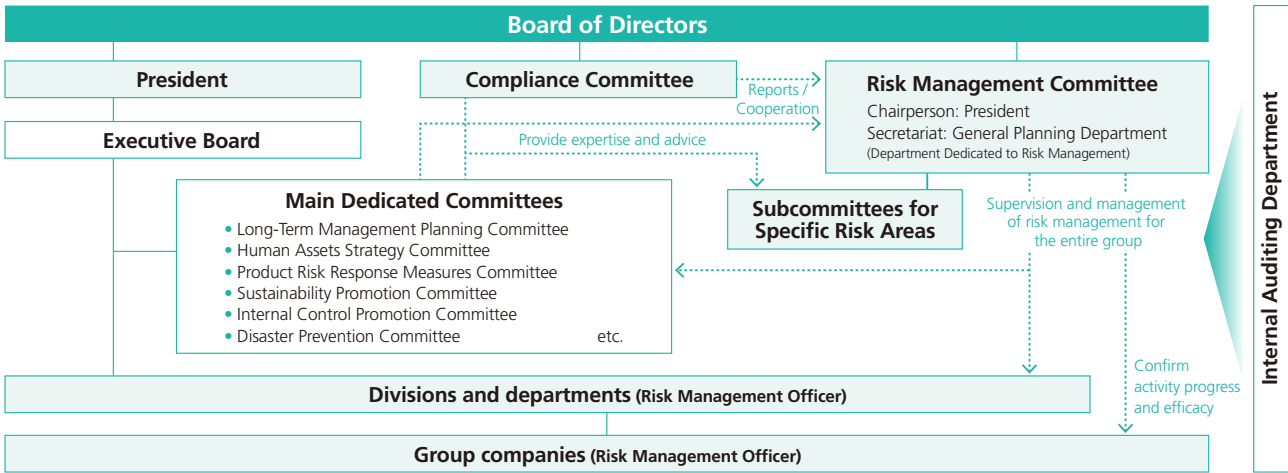 Board of Directors
President
Executive Board
Compliance Committee
Reports /
Cooperation
Provide expertise and advice
Risk Management Committee
Chairperson: President
Secretariat: General Planning Department
(Department Dedicated to Risk Management)
Main Dedicated Committees
• Long-Term Management Planning Committee
• Human Assets Strategy Committee
• Product Risk Response Measures Committee
• Sustainability Promotion Committee
• Internal Control Promotion Committee
• Disaster Prevention Committee etc.
Subcommittees for
Specific Risk Areas
Supervision and management
of risk management for
the entire group
Confirm
activity progress
and efficacy
Divisions and departments (Risk Management Officer)
Group companies (Risk Management Officer)
Internal Auditing Department